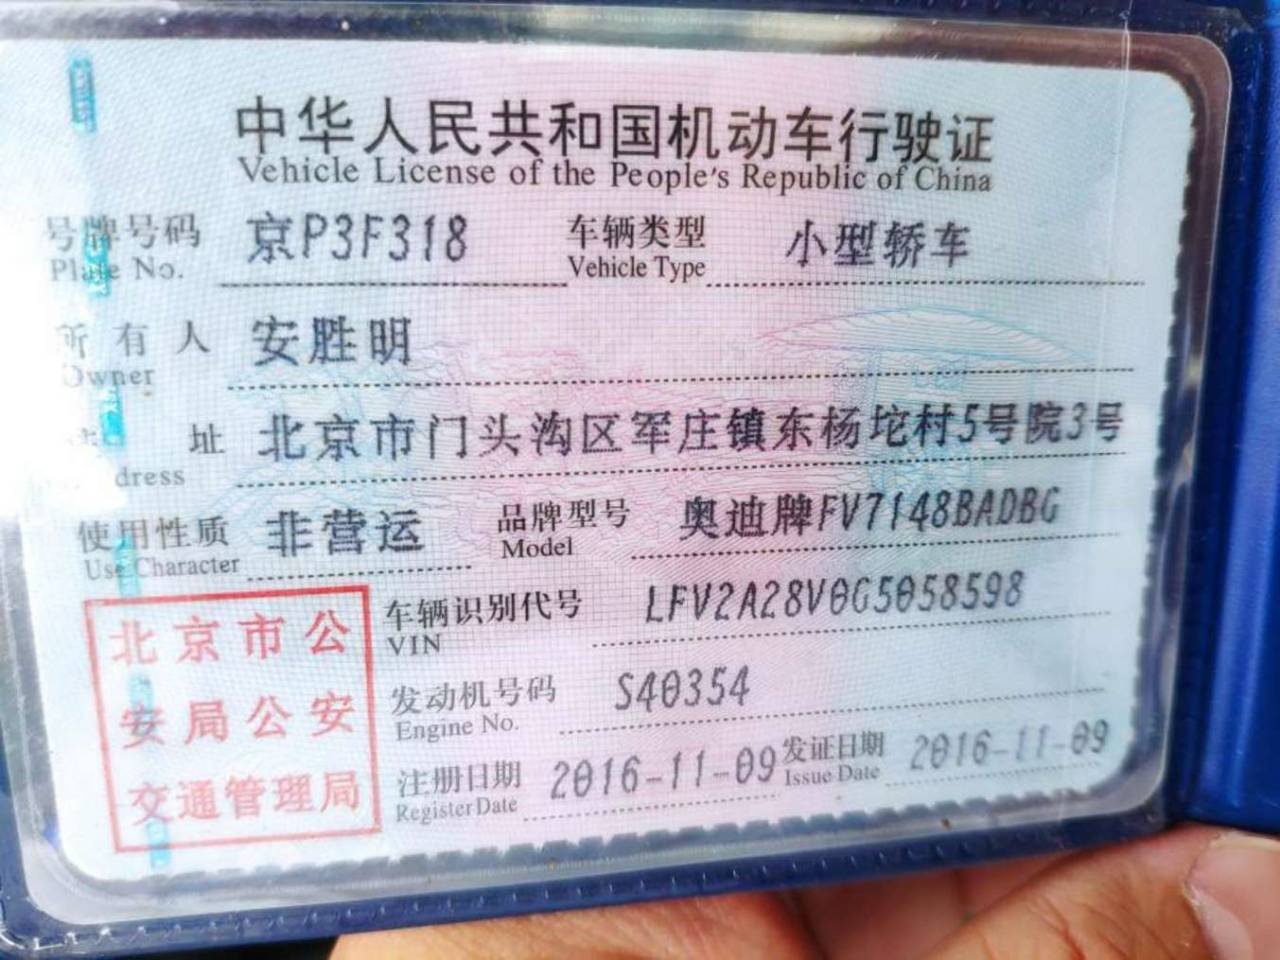 中华人民共和国机动车行驶证
Vehicle License of the People's Republic of China
号牌号码 京P3F318 车辆类型 小型轿车
Plate No. Vehicle Type
所有人 安胜明
Owner
址 北京市门头沟区军庄镇东杨坨村5号院3号
dress
使用性质 非营运 品牌型号 奥迪牌FV7148BADBG
Use Character Model
车辆识别代号 LFV2A28V0G5058598
VIN
发动机号码 S40354
Engine No.
注册日期 2016-11-09 发证日期 2016-11-09
Register Date Issue Date
北京市公
安局公安
交通管理局